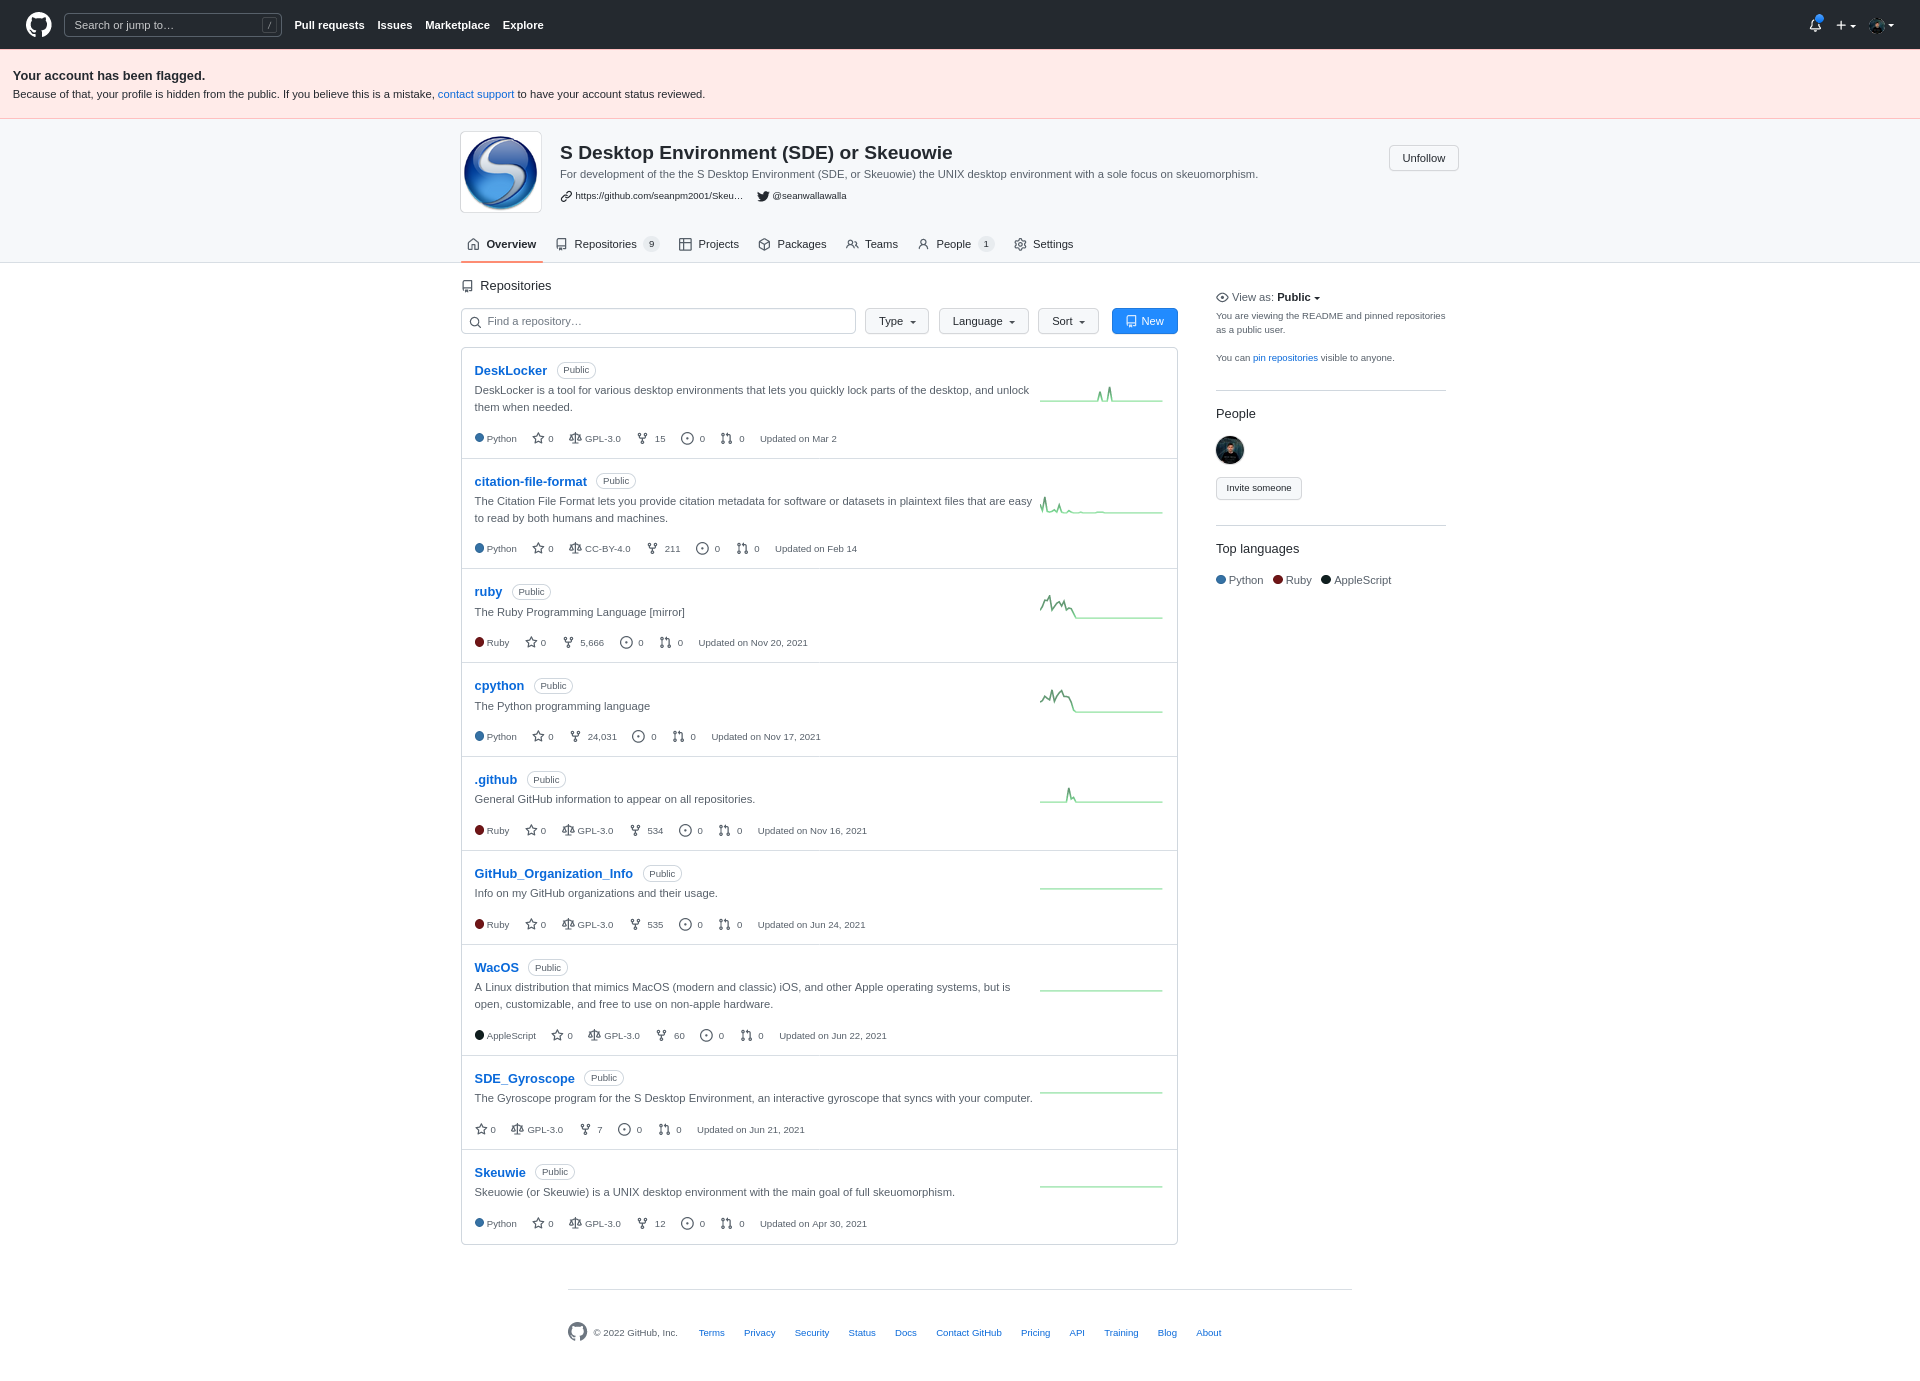 Search or jump to… /
Pull requests Issues Marketplace Explore
Your account has been flagged.
Because of that, your profile is hidden from the public. If you believe this is a mistake, contact support to have your account status reviewed.
S Desktop Environment (SDE) or Skeuowie
Unfollow
For development of the the S Desktop Environment (SDE, or Skeuowie) the UNIX desktop environment with a sole focus on skeuomorphism.
https://github.com/seanpm2001/Skeu… @seanwallawalla
Overview Repositories 9 Projects Packages Teams People 1 Settings
Repositories
Find a repository… Type Language Sort New
DeskLocker Public
DeskLocker is a tool for various desktop environments that lets you quickly lock parts of the desktop, and unlock
them when needed.
Python 0 GPL-3.0 15 0 0 Updated on Mar 2
citation-file-format Public
The Citation File Format lets you provide citation metadata for software or datasets in plaintext files that are easy
to read by both humans and machines.
Python 0 CC-BY-4.0 211 0 0 Updated on Feb 14
ruby Public
The Ruby Programming Language [mirror]
Ruby 0 5,666 0 0 Updated on Nov 20, 2021
cpython Public
The Python programming language
Python 0 24,031 0 0 Updated on Nov 17, 2021
.github Public
General GitHub information to appear on all repositories.
Ruby 0 GPL-3.0 534 0 0 Updated on Nov 16, 2021
GitHub_Organization_Info Public
Info on my GitHub organizations and their usage.
Ruby 0 GPL-3.0 535 0 0 Updated on Jun 24, 2021
WacOS Public
A Linux distribution that mimics MacOS (modern and classic) iOS, and other Apple operating systems, but is
open, customizable, and free to use on non-apple hardware.
AppleScript 0 GPL-3.0 60 0 0 Updated on Jun 22, 2021
SDE_Gyroscope Public
The Gyroscope program for the S Desktop Environment, an interactive gyroscope that syncs with your computer.
0 GPL-3.0 7 0 0 Updated on Jun 21, 2021
Skeuwie Public
Skeuowie (or Skeuwie) is a UNIX desktop environment with the main goal of full skeuomorphism.
Python 0 GPL-3.0 12 0 0 Updated on Apr 30, 2021
View as: Public
You are viewing the README and pinned repositories
as a public user.
You can pin repositories visible to anyone.
People
Invite someone
Top languages
Python Ruby AppleScript
© 2022 GitHub, Inc. Terms Privacy Security Status Docs Contact GitHub Pricing API Training Blog About